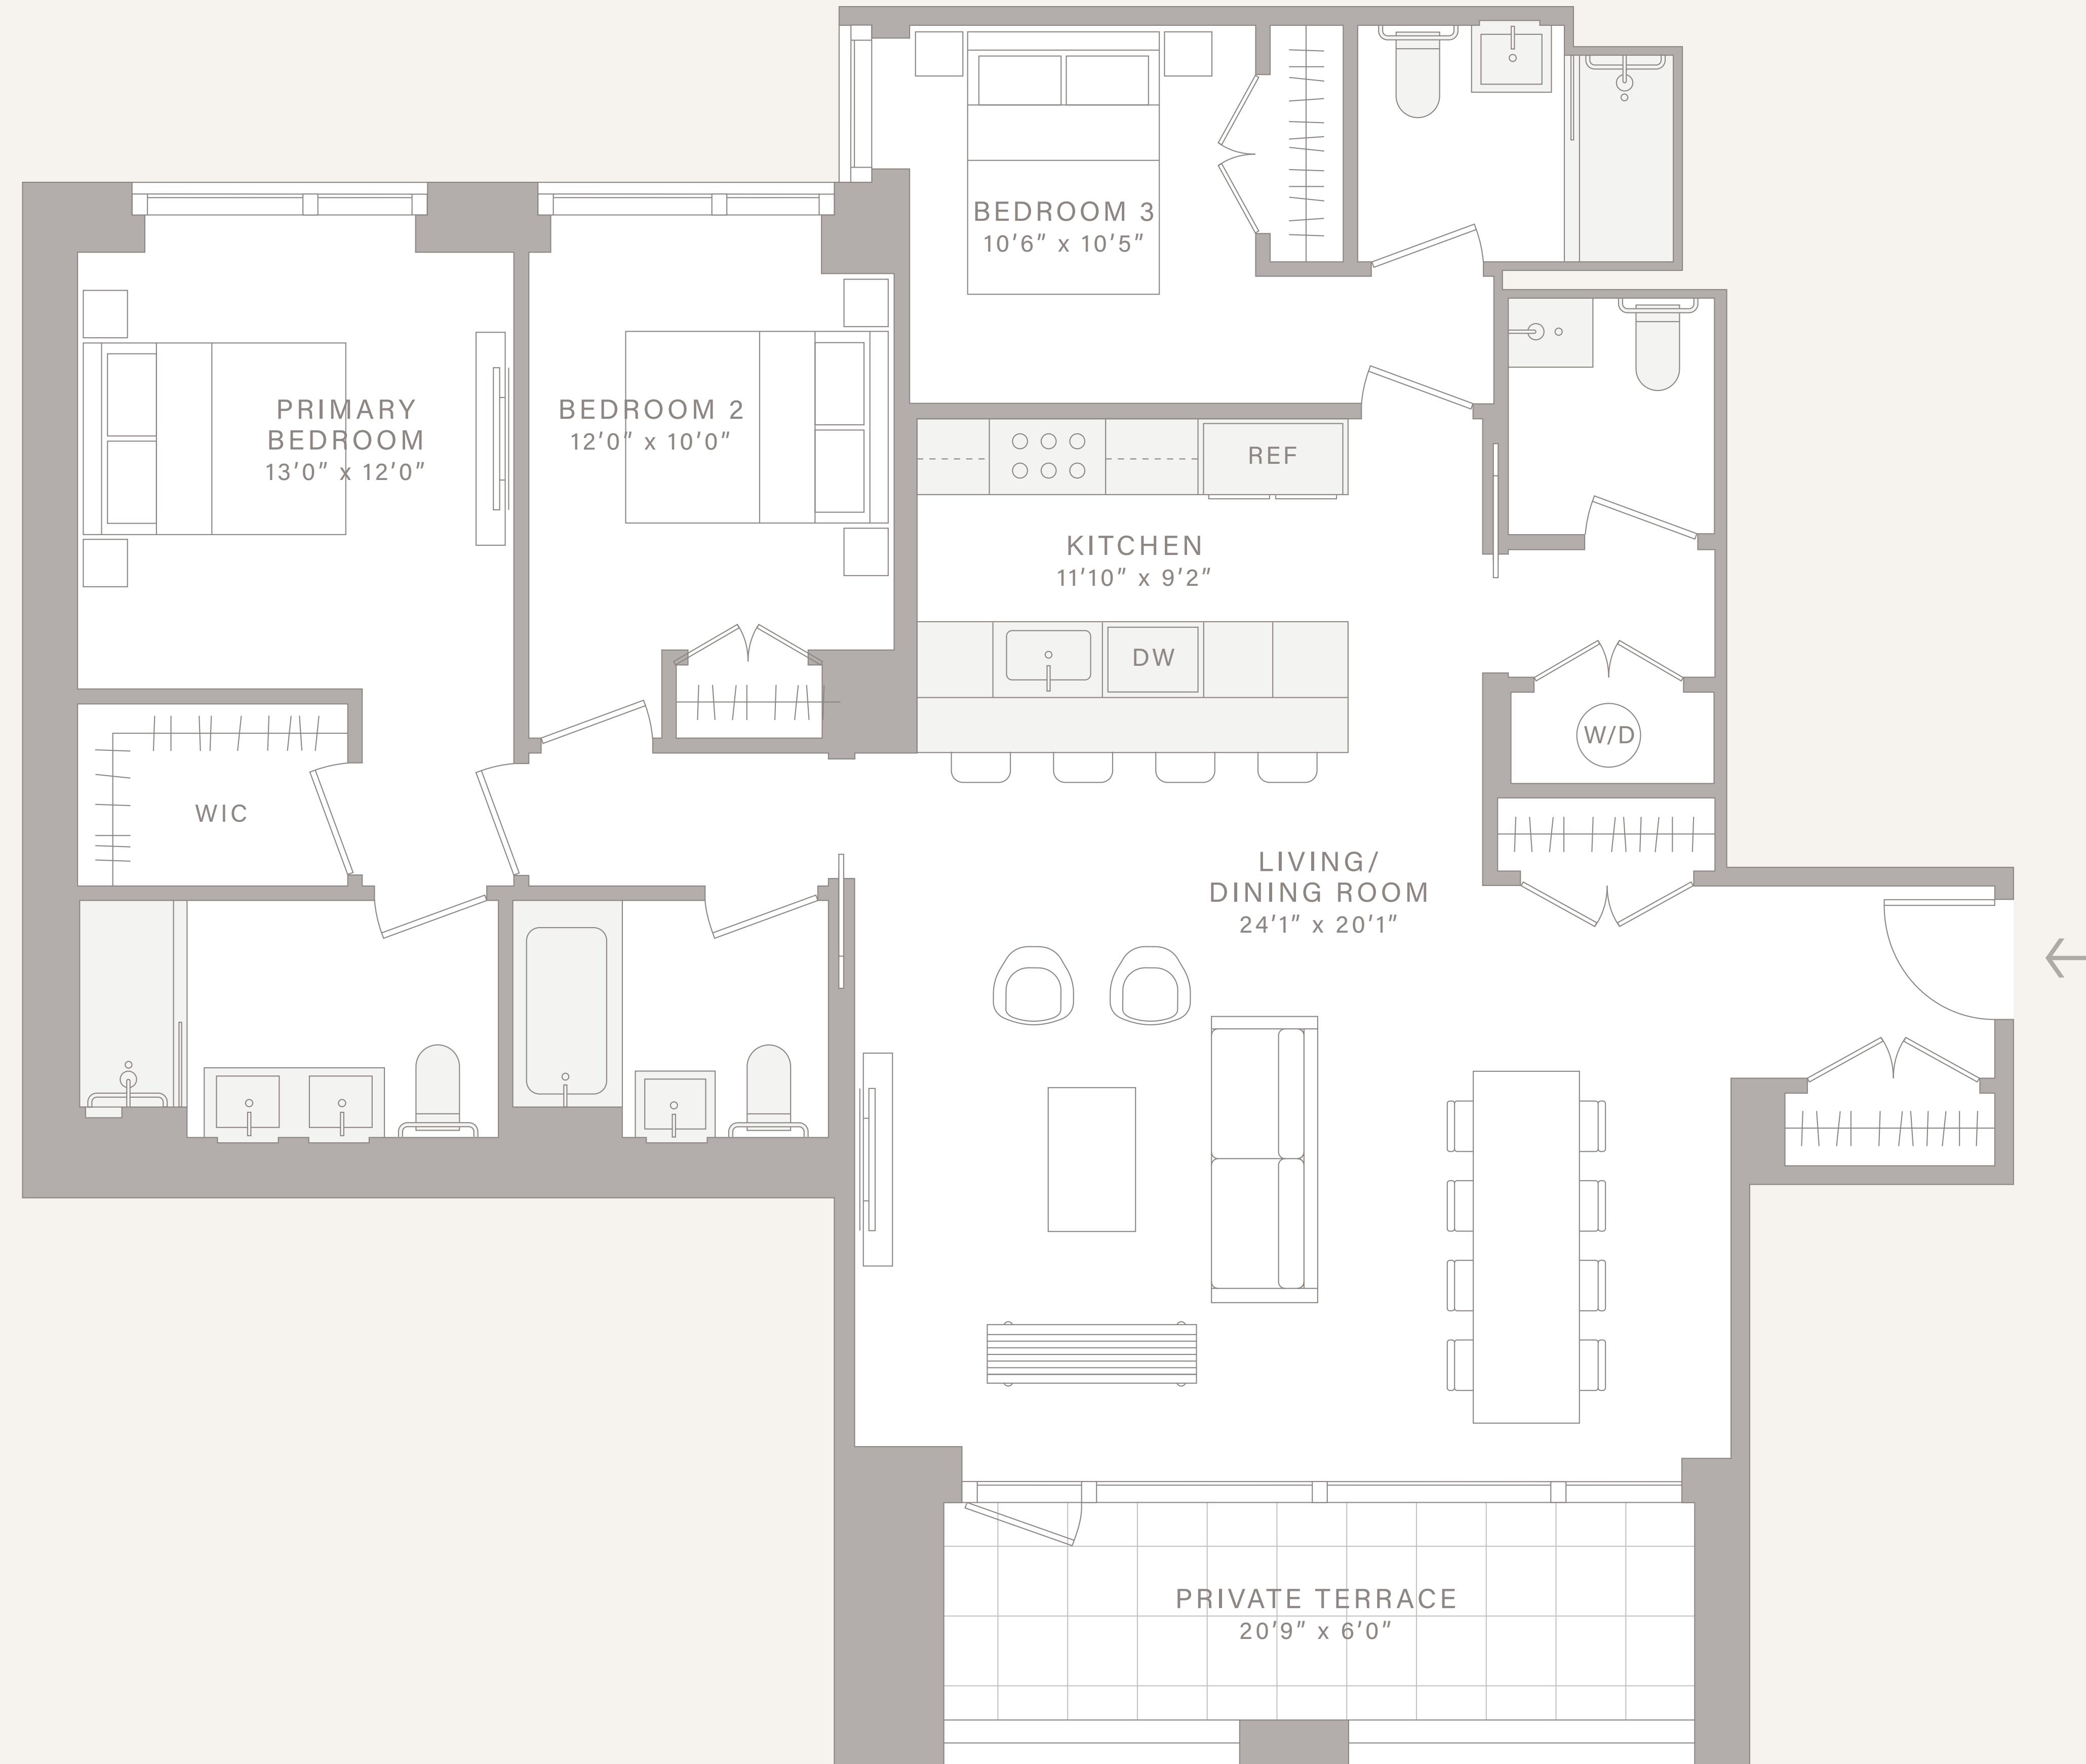 BEDROOM 3
10’6” x 10’5”
PRIMARY
BEDROOM
13’0” x 12’0”
BEDROOM 2
12’0” x 10’0”
REF
KITCHEN
11’10” x 9’2”
DW
W/D
WIC
LIVING/
DINING ROOM
24’1” x 20’1”
PRIVATE TERRACE
20’9” x 6’0”